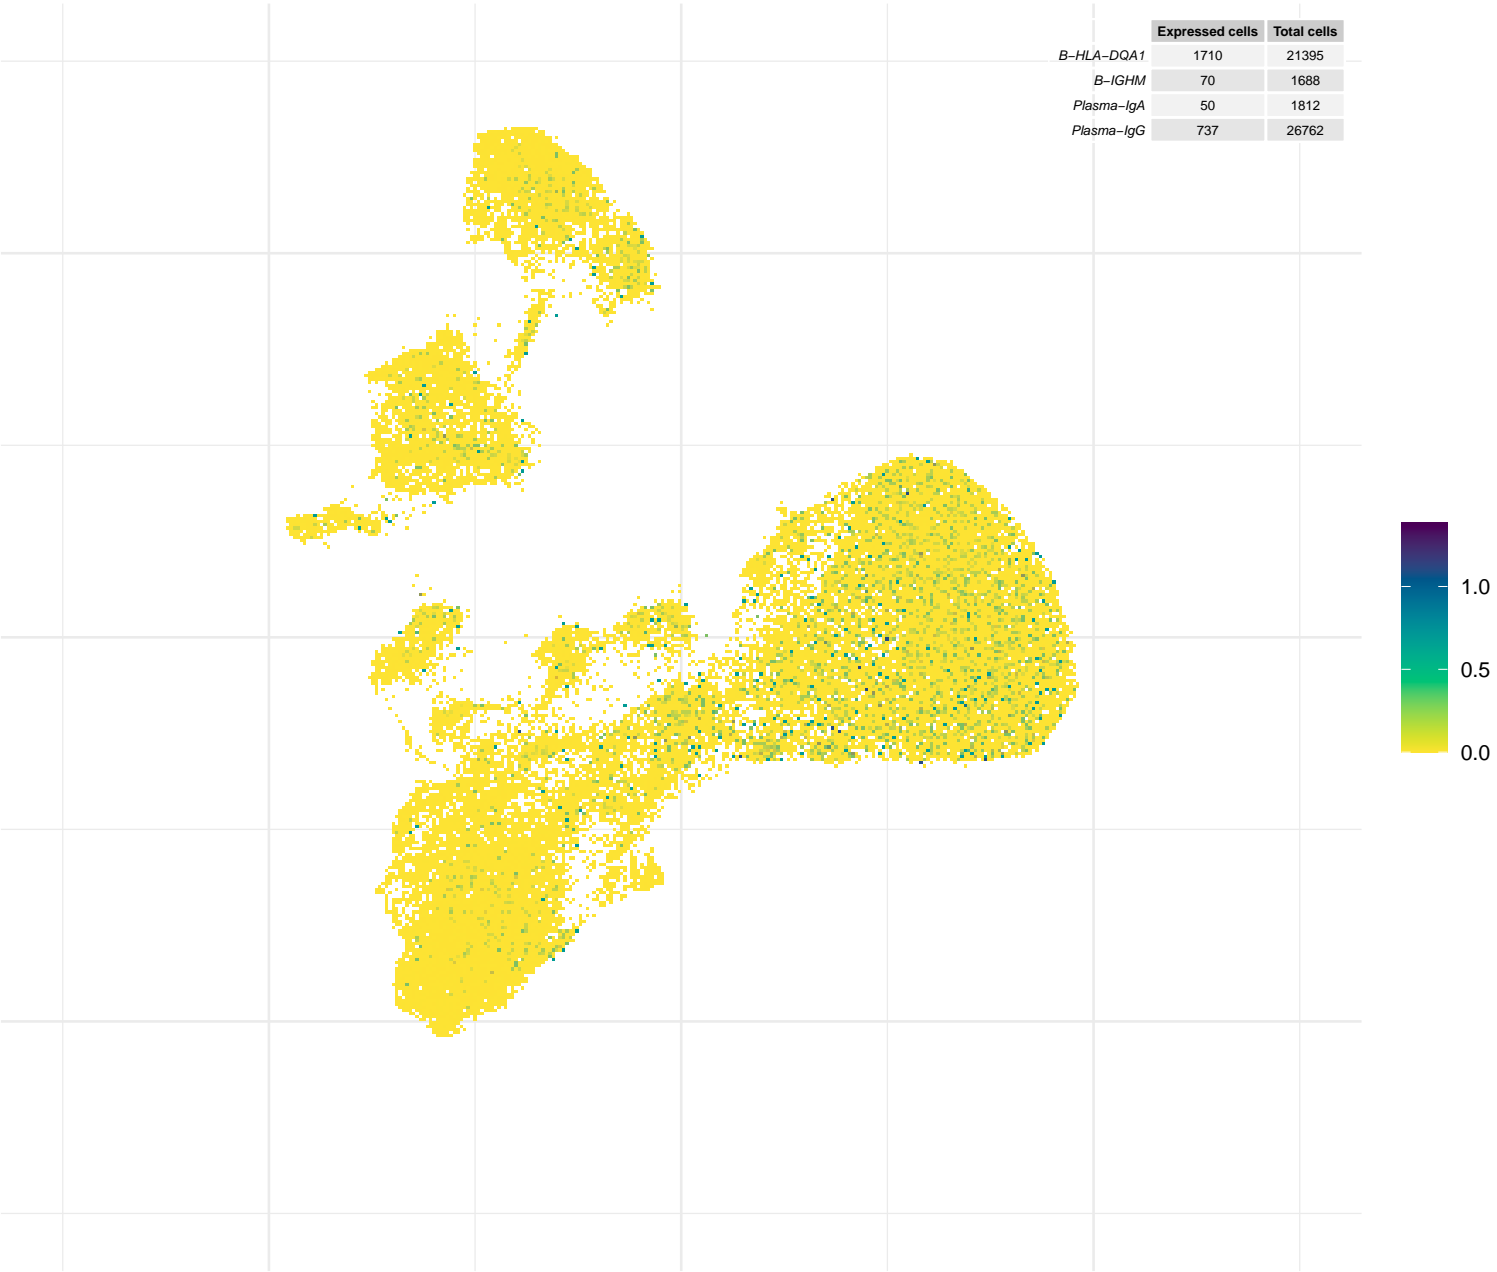 Expressed cells Total cells
B−HLA−DQA1 1710 21395
B−IGHM 70 1688
Plasma−IgA 50 1812
Plasma−IgG 737 26762
1.0
0.5
0.0